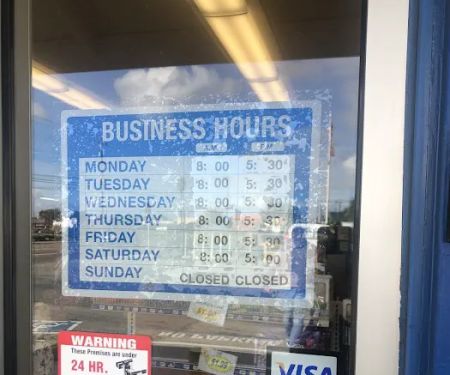 BUSINESS HOURS
A.M. P.M.
MONDAY 8: 00 5: 30
TUESDAY 8: 00 5: 30
WEDNESDAY 8: 00 5: 30
THURSDAY 8: 00 5: 30
FRIDAY 8: 00 5: 30
SATURDAY 8: 00 5: 00
SUNDAY CLOSED CLOSED
WARNING
These Premises are under
24 HR.
VISA